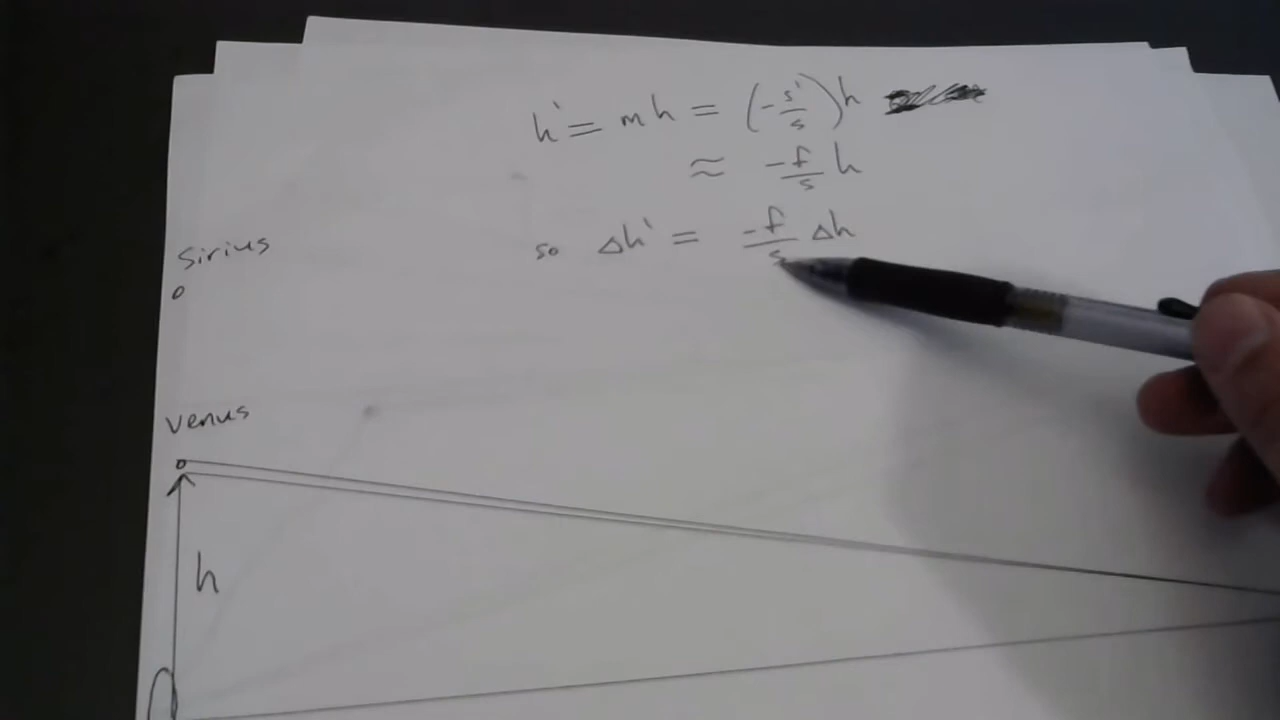 h' = mh = (-s'/s)h
≈ -f/s h
so Δh' = -f/s Δh
Sirius
Venus
h